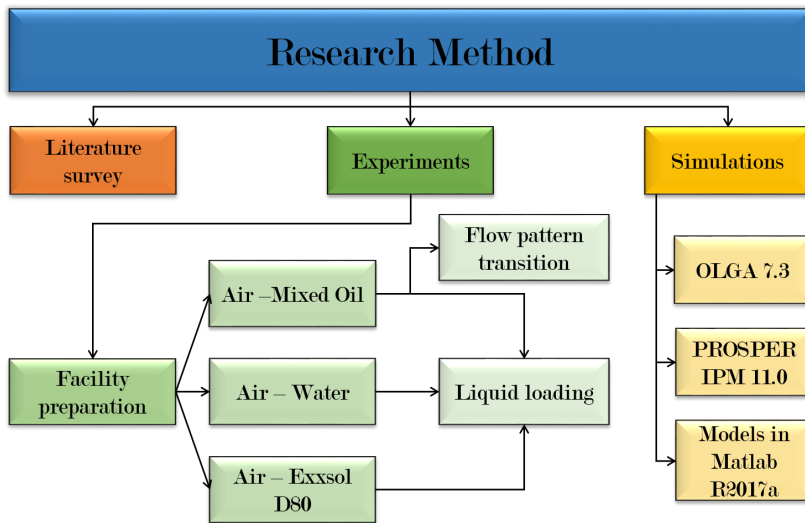 Research Method
Literature
survey
Experiments
Simulations
Flow pattern
transition
OLGA 7.3
Air –Mixed Oil
PROSPER
IPM 11.0
Facility
preparation
Air – Water
Liquid loading
Models in
Matlab
R2017a
Air – Exxsol
D80